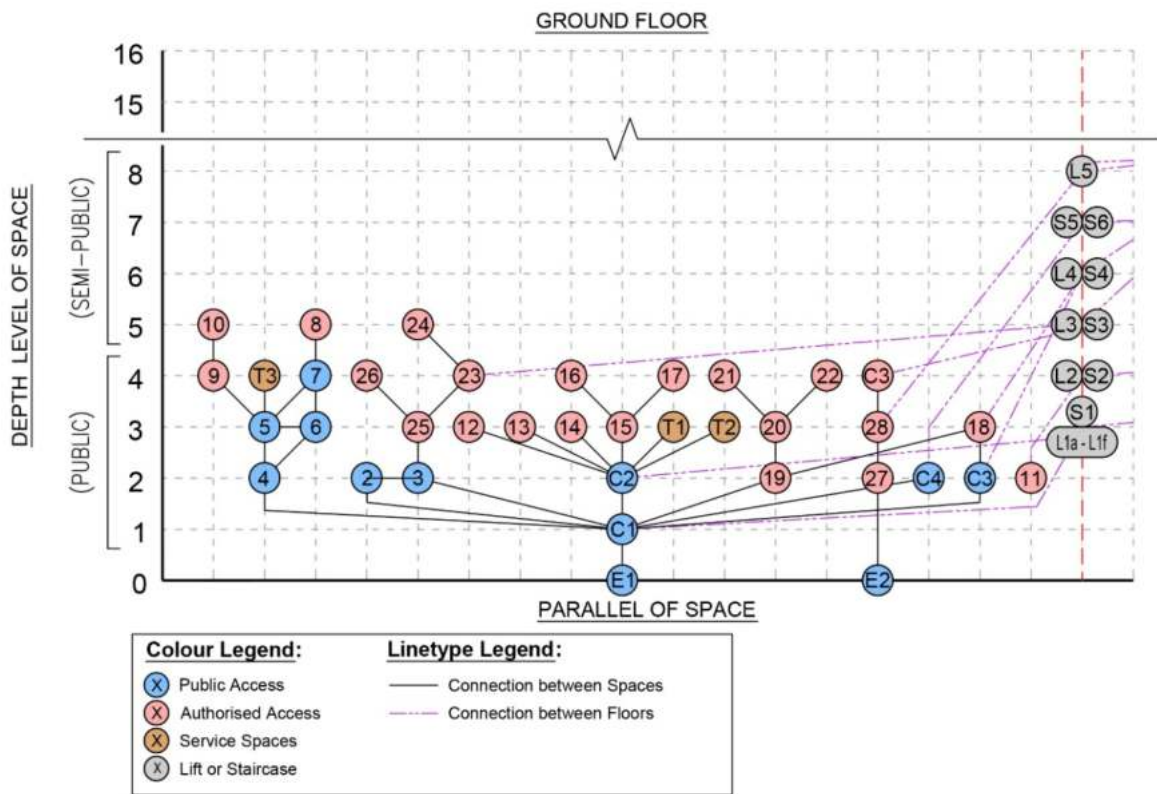 GROUND FLOOR
16
15
8
7
6
5
4
3
2
1
0
DEPTH LEVEL OF SPACE
(SEMI-PUBLIC)
(PUBLIC)
L5
S5 S6
L4 S4
10 8 24 L3 S3
9 T3 7 26 23 16 17 21 22 C3 L2 S2
S1
5 6 25 12 13 14 15 T1 T2 20 28 18
L1a - L1f
4 2 3 C2 19 27 C4 C3 11
C1
E1 E2
PARALLEL OF SPACE
Colour Legend:
X Public Access
X Authorised Access
X Service Spaces
X Lift or Staircase
Linetype Legend:
Connection between Spaces
Connection between Floors